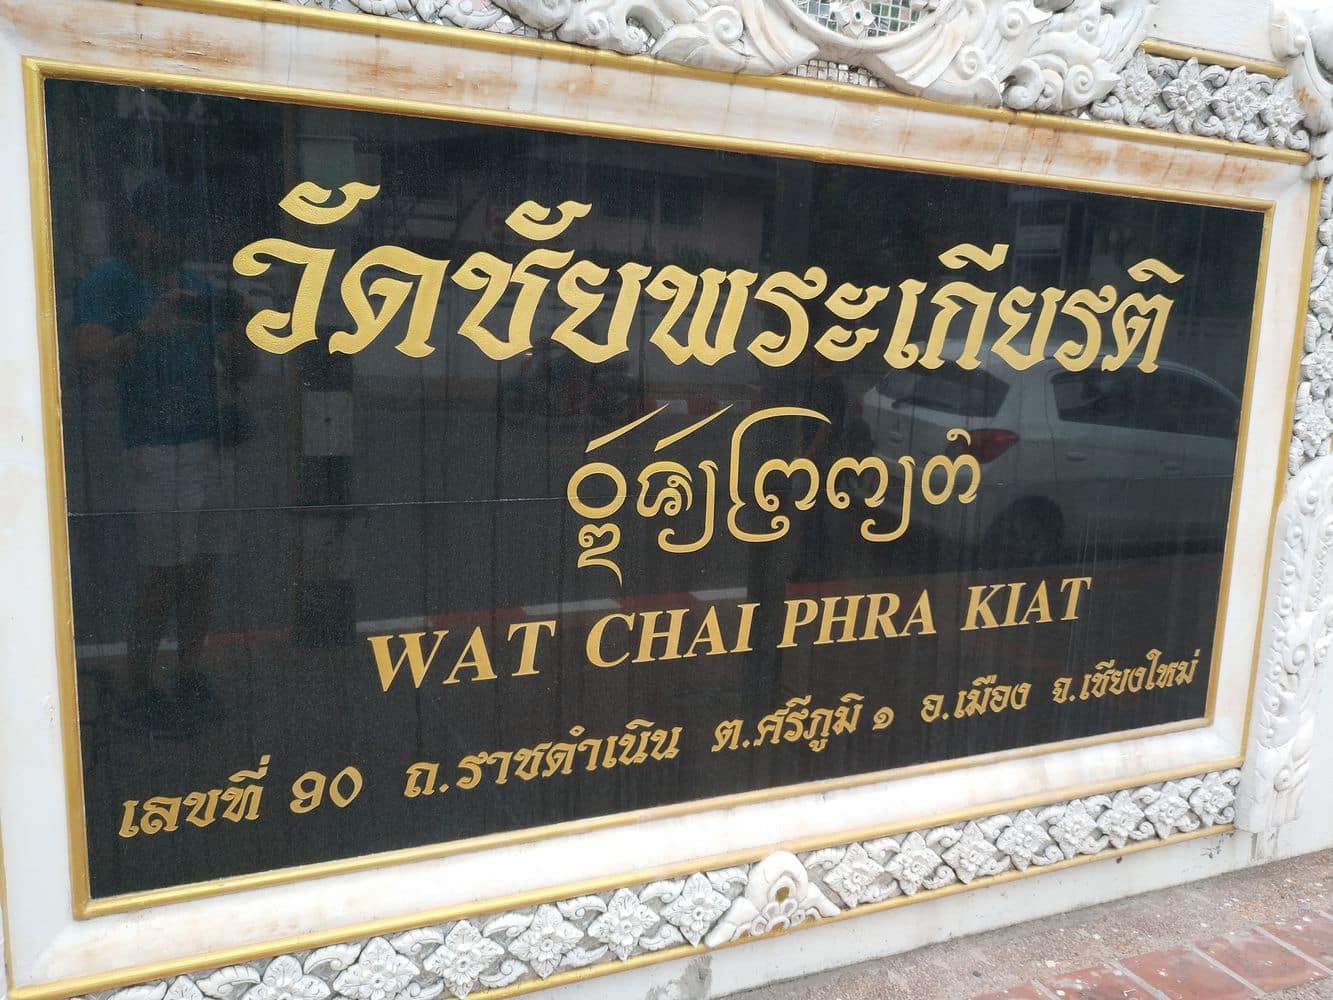 วัดชัยพระเกียรติ
WAT CHAI PHRA KIAT
เลขที่ 90 ถ.ราชดำเนิน ต.ศรีภูมิ ๑ อ.เมือง จ.เชียงใหม่